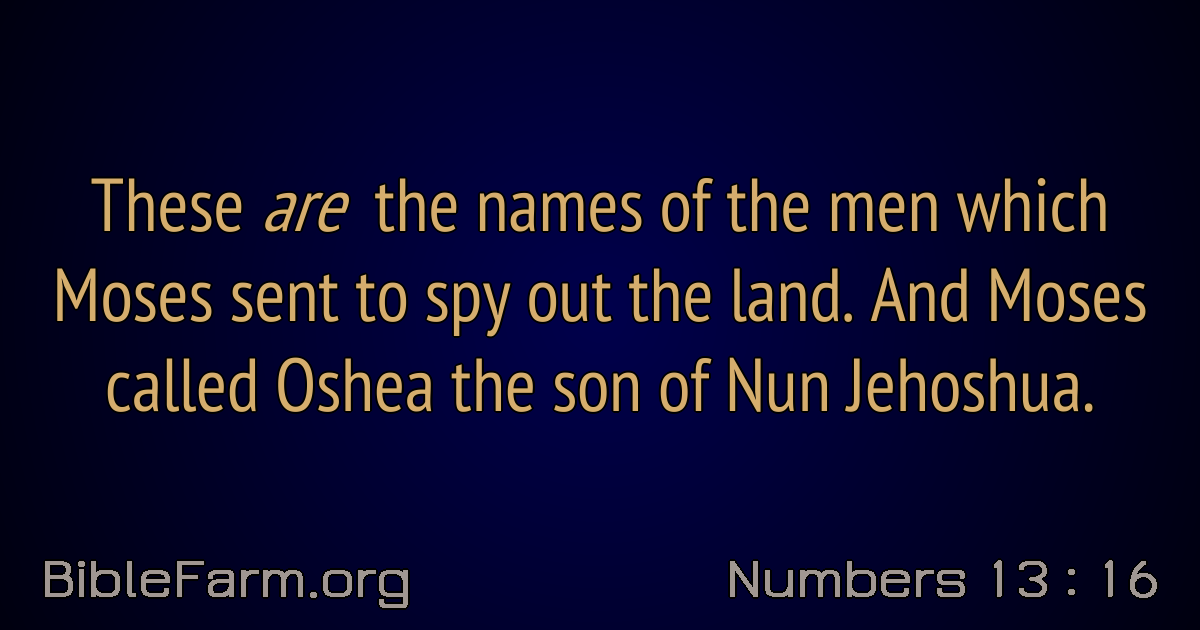 These are the names of the men which
Moses sent to spy out the land. And Moses
called Oshea the son of Nun Jehoshua.
BibleFarm.org
Numbers 13 : 16